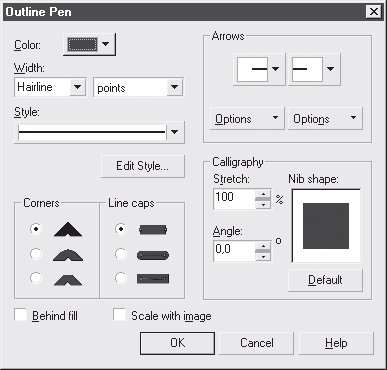 Outline Pen
Color:
Width:
Hairline
points
Style:
Edit Style...
Arrows
Options
Options
Corners
Line caps
Calligraphy
Stretch:
100 %
Angle:
0,0 °
Nib shape:
Default
Behind fill
Scale with image
OK
Cancel
Help